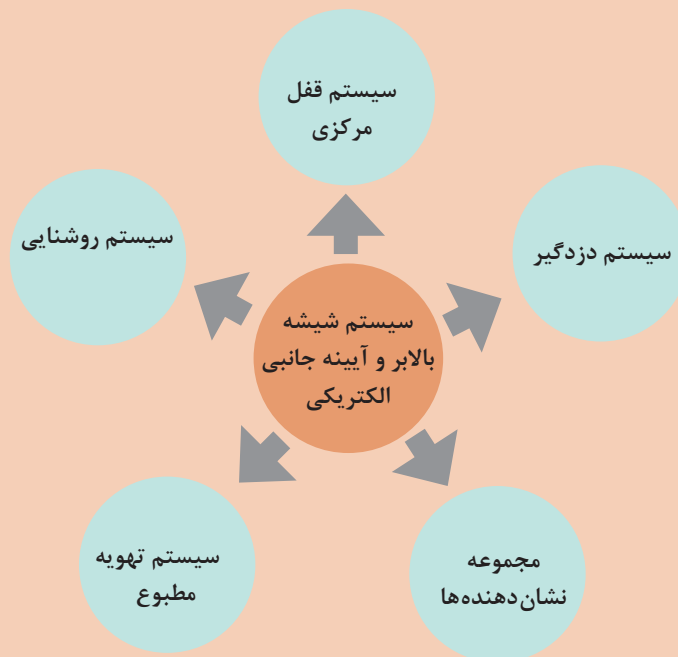 سیستم قفل
مرکزی
سیستم دزدگیر
سیستم روشنایی
سیستم شیشه
بالابر و آیینه جانبی
الکتریکی
مجموعه
نشان‌دهنده‌ها
سیستم تهویه
مطبوع